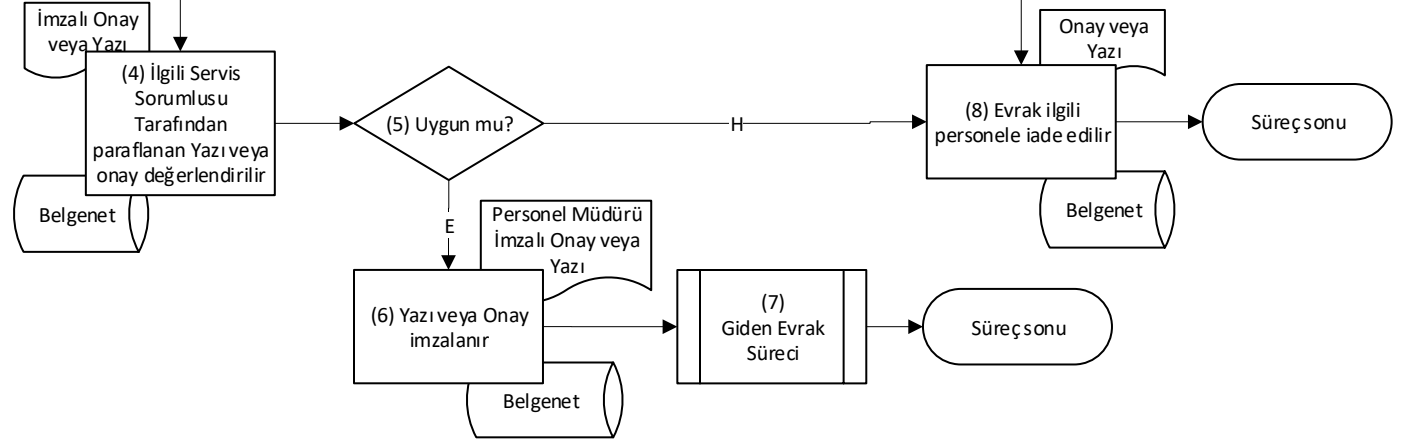 İmzalı Onay
veya Yazı
(4) İlgili Servis
Sorumlusu
Tarafından
paraflanan Yazı veya
onay değerlendirilir
Belgenet
(5) Uygun mu?
H
E
Onay veya
Yazı
(8) Evrak ilgili
personele iade edilir
Belgenet
Süreç sonu
Personel Müdürü
İmzalı Onay veya
Yazı
(6) Yazı veya Onay
imzalanır
Belgenet
(7)
Giden Evrak
Süreci
Süreç sonu